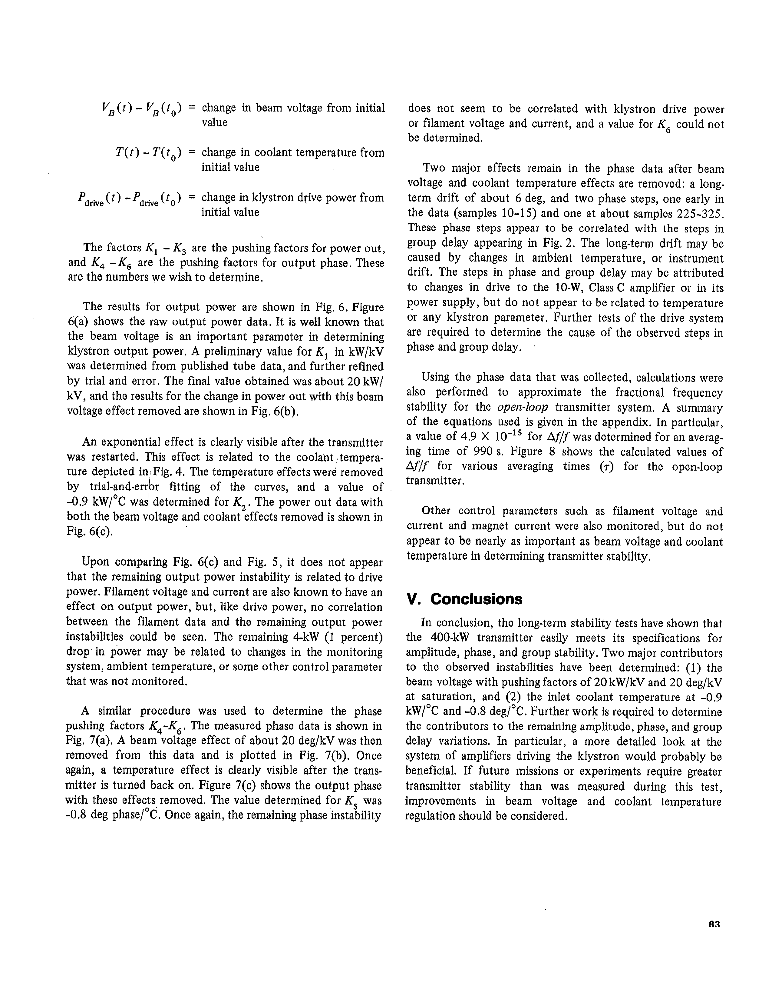 V_B(t) – V_B(t_0) = change in beam voltage from initial
value
T(t) – T(t_0) = change in coolant temperature from
initial value
P_drive(t) – P_drive(t_0) = change in klystron drive power from
initial value
The factors K_1 – K_3 are the pushing factors for power out,
and K_4 – K_6 are the pushing factors for output phase. These
are the numbers we wish to determine.
The results for output power are shown in Fig. 6. Figure
6(a) shows the raw output power data. It is well known that
the beam voltage is an important parameter in determining
klystron output power. A preliminary value for K_1 in kW/kV
was determined from published tube data, and further refined
by trial and error. The final value obtained was about 20 kW/
kV, and the results for the change in power out with this beam
voltage effect removed are shown in Fig. 6(b).
An exponential effect is clearly visible after the transmitter
was restarted. This effect is related to the coolant tempera-
ture depicted in Fig. 4. The temperature effects were removed
by trial-and-error fitting of the curves, and a value of
-0.9 kW/°C was determined for K_2. The power out data with
both the beam voltage and coolant effects removed is shown in
Fig. 6(c).
Upon comparing Fig. 6(c) and Fig. 5, it does not appear
that the remaining output power instability is related to drive
power. Filament voltage and current are also known to have an
effect on output power, but, like drive power, no correlation
between the filament data and the remaining output power
instabilities could be seen. The remaining 4-kW (1 percent)
drop in power may be related to changes in the monitoring
system, ambient temperature, or some other control parameter
that was not monitored.
A similar procedure was used to determine the phase
pushing factors K_4–K_6. The measured phase data is shown in
Fig. 7(a). A beam voltage effect of about 20 deg/kV was then
removed from this data and is plotted in Fig. 7(b). Once
again, a temperature effect is clearly visible after the trans-
mitter is turned back on. Figure 7(c) shows the output phase
with these effects removed. The value determined for K_5 was
-0.8 deg phase/°C. Once again, the remaining phase instability
does not seem to be correlated with klystron drive power
or filament voltage and current, and a value for K_6 could not
be determined.
Two major effects remain in the phase data after beam
voltage and coolant temperature effects are removed: a long-
term drift of about 6 deg, and two phase steps, one early in
the data (samples 10–15) and one at about samples 225–325.
These phase steps appear to be correlated with the steps in
group delay appearing in Fig. 2. The long-term drift may be
caused by changes in ambient temperature, or instrument
drift. The steps in phase and group delay may be attributed
to changes in drive to the 10-W, Class C amplifier or in its
power supply, but do not appear to be related to temperature
or any klystron parameter. Further tests of the drive system
are required to determine the cause of the observed steps in
phase and group delay.
Using the phase data that was collected, calculations were
also performed to approximate the fractional frequency
stability for the open-loop transmitter system. A summary
of the equations used is given in the appendix. In particular,
a value of 4.9 × 10⁻¹⁵ for Δf/f was determined for an averag-
ing time of 990 s. Figure 8 shows the calculated values of
Δf/f for various averaging times (τ) for the open-loop
transmitter.
Other control parameters such as filament voltage and
current and magnet current were also monitored, but do not
appear to be nearly as important as beam voltage and coolant
temperature in determining transmitter stability.
V. Conclusions
In conclusion, the long-term stability tests have shown that
the 400-kW transmitter easily meets its specifications for
amplitude, phase, and group stability. Two major contributors
to the observed instabilities have been determined: (1) the
beam voltage with pushing factors of 20 kW/kV and 20 deg/kV
at saturation, and (2) the inlet coolant temperature at -0.9
kW/°C and -0.8 deg/°C. Further work is required to determine
the contributors to the remaining amplitude, phase, and group
delay variations. In particular, a more detailed look at the
system of amplifiers driving the klystron would probably be
beneficial. If future missions or experiments require greater
transmitter stability than was measured during this test,
improvements in beam voltage and coolant temperature
regulation should be considered.
83